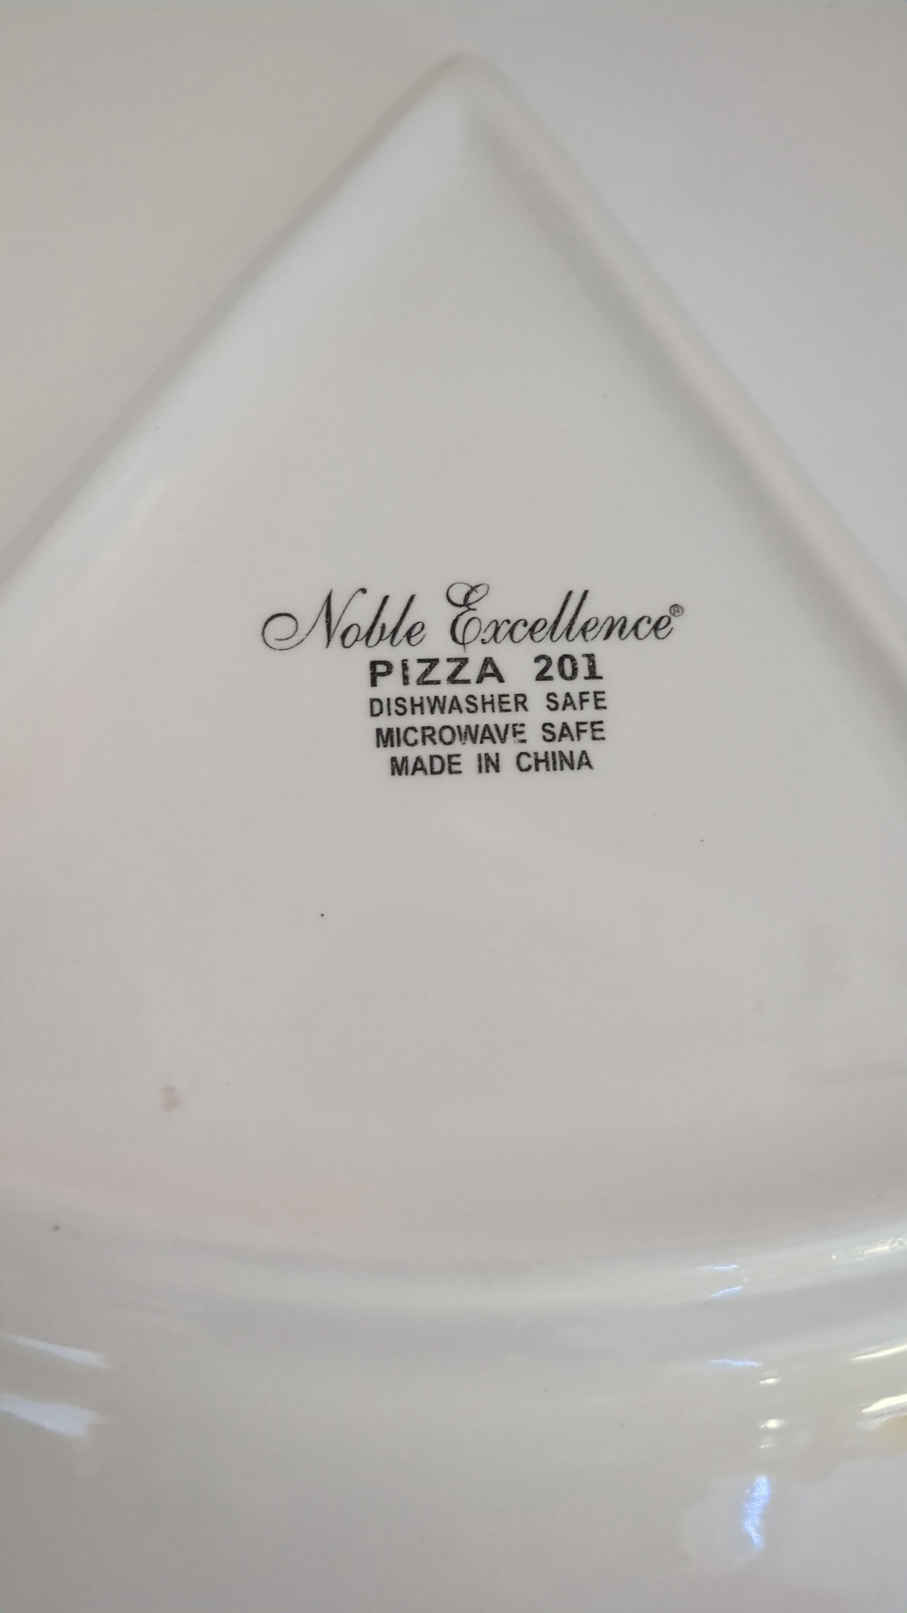 Noble Excellence®
PIZZA 201
DISHWASHER SAFE
MICROWAVE SAFE
MADE IN CHINA